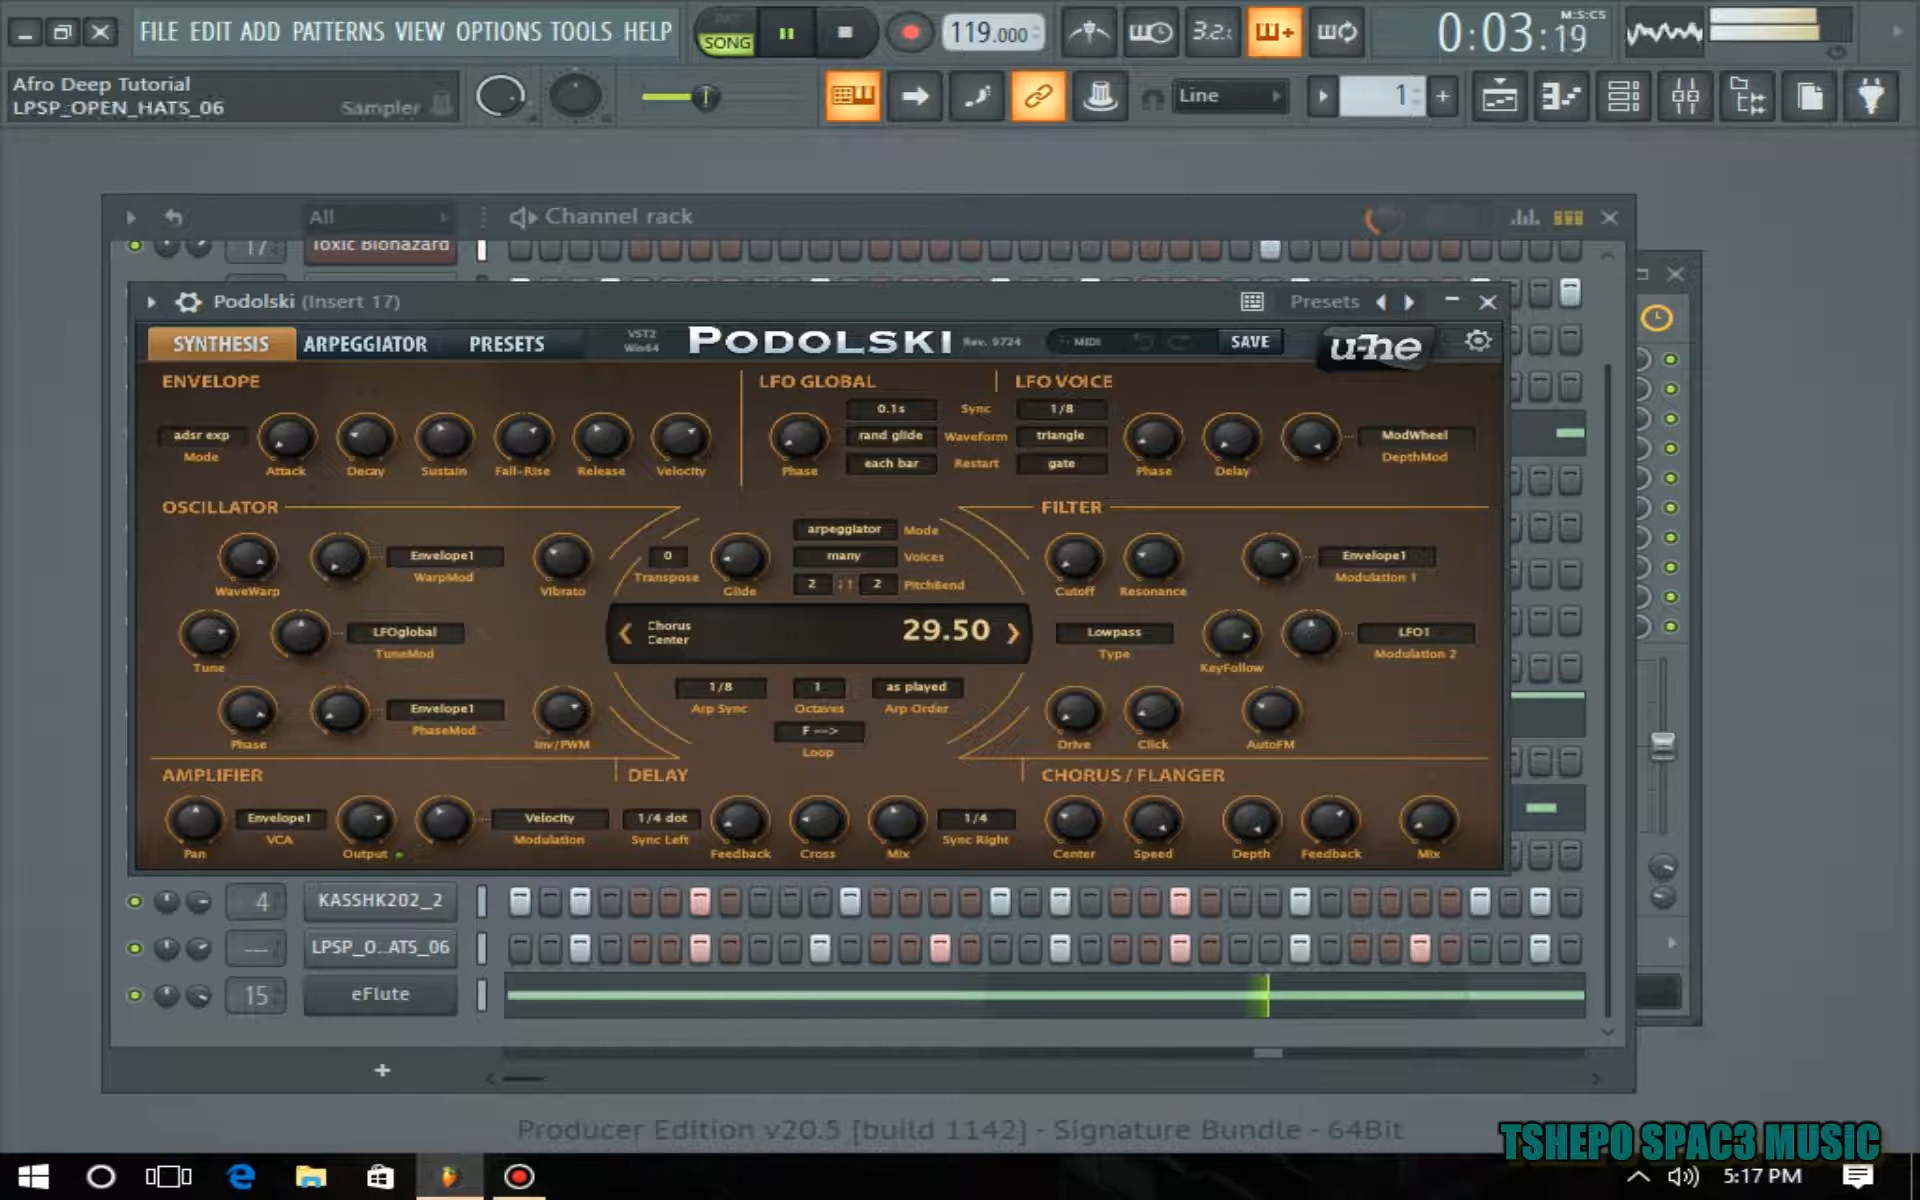 FILE EDIT ADD PATTERNS VIEW OPTIONS TOOLS HELP
SONG
119.000
3.2
0:03:19
M:S:CS
Afro Deep Tutorial
LPSP_OPEN_HATS_06
Sampler
Line
1
+
All
Channel rack
17
Toxic Biohazard
Podolski (Insert 17)
Presets
SYNTHESIS
ARPEGGIATOR
PRESETS
VST2
Win64
PODOLSKI
Rev. 9724
MIDI
SAVE
u-he
ENVELOPE
LFO GLOBAL
LFO VOICE
adsr exp
Mode
Attack
Decay
Sustain
Fall-Rise
Release
Velocity
Phase
0.1s
Sync
1/8
rand glide
Waveform
triangle
each bar
Restart
gate
Phase
Delay
ModWheel
DepthMod
OSCILLATOR
FILTER
WaveWarp
Envelope1
WarpMod
Vibrato
0
Transpose
Glide
arpeggiator
Mode
many
Voices
2
2
PitchBend
Cutoff
Resonance
Envelope1
Modulation 1
Tune
LFOglobal
TuneMod
Chorus
Center
29.50
Lowpass
Type
KeyFollow
LFO1
Modulation 2
Phase
Envelope1
PhaseMod
Inv/PWM
1/8
Arp Sync
1
Octaves
as played
Arp Order
F -->
Loop
Drive
Click
AutoFM
AMPLIFIER
DELAY
CHORUS / FLANGER
Pan
Envelope1
VCA
Output
Velocity
Modulation
1/4 dot
Sync Left
Feedback
Cross
Mix
1/4
Sync Right
Center
Speed
Depth
Feedback
Mix
4
KASSHK202_2
---
LPSP_O..ATS_06
15
eFlute
+
Producer Edition v20.5 [build 1142] - Signature Bundle - 64Bit
TSHEPO SPAC3 MUSIC
5:17 PM